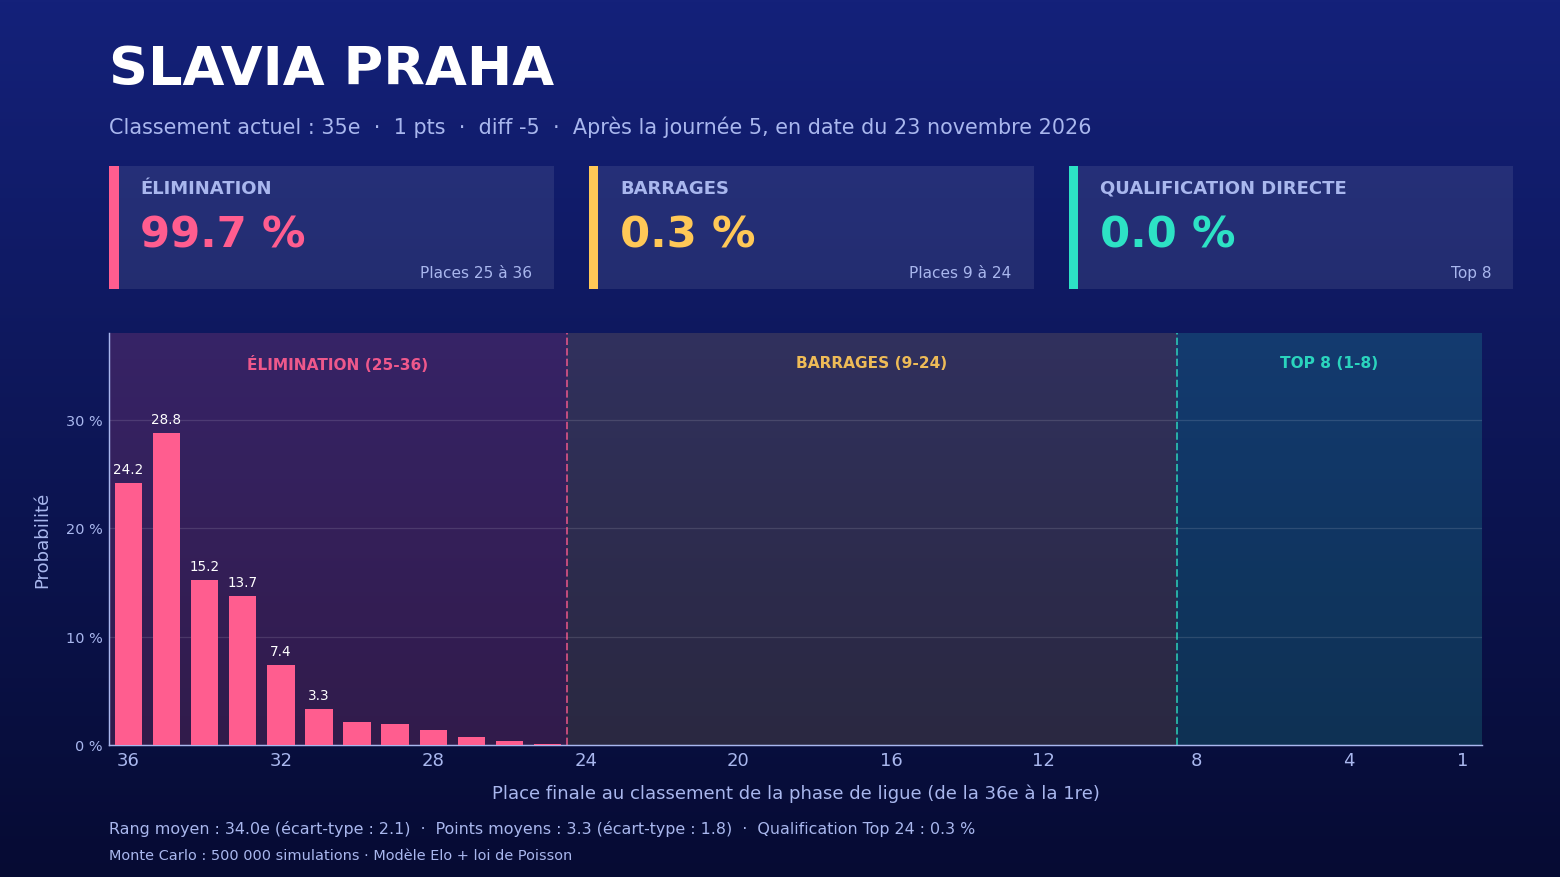 SLAVIA PRAHA
Classement actuel : 35e · 1 pts · diff -5 · Après la journée 5, en date du 23 novembre 2026
ÉLIMINATION
99.7 %
Places 25 à 36
BARRAGES
0.3 %
Places 9 à 24
QUALIFICATION DIRECTE
0.0 %
Top 8
ÉLIMINATION (25-36)
BARRAGES (9-24)
TOP 8 (1-8)
Probabilité
30 %
20 %
10 %
0 %
24.2
28.8
15.2
13.7
7.4
3.3
36 32 28 24 20 16 12 8 4 1
Place finale au classement de la phase de ligue (de la 36e à la 1re)
Rang moyen : 34.0e (écart-type : 2.1) · Points moyens : 3.3 (écart-type : 1.8) · Qualification Top 24 : 0.3 %
Monte Carlo : 500 000 simulations · Modèle Elo + loi de Poisson